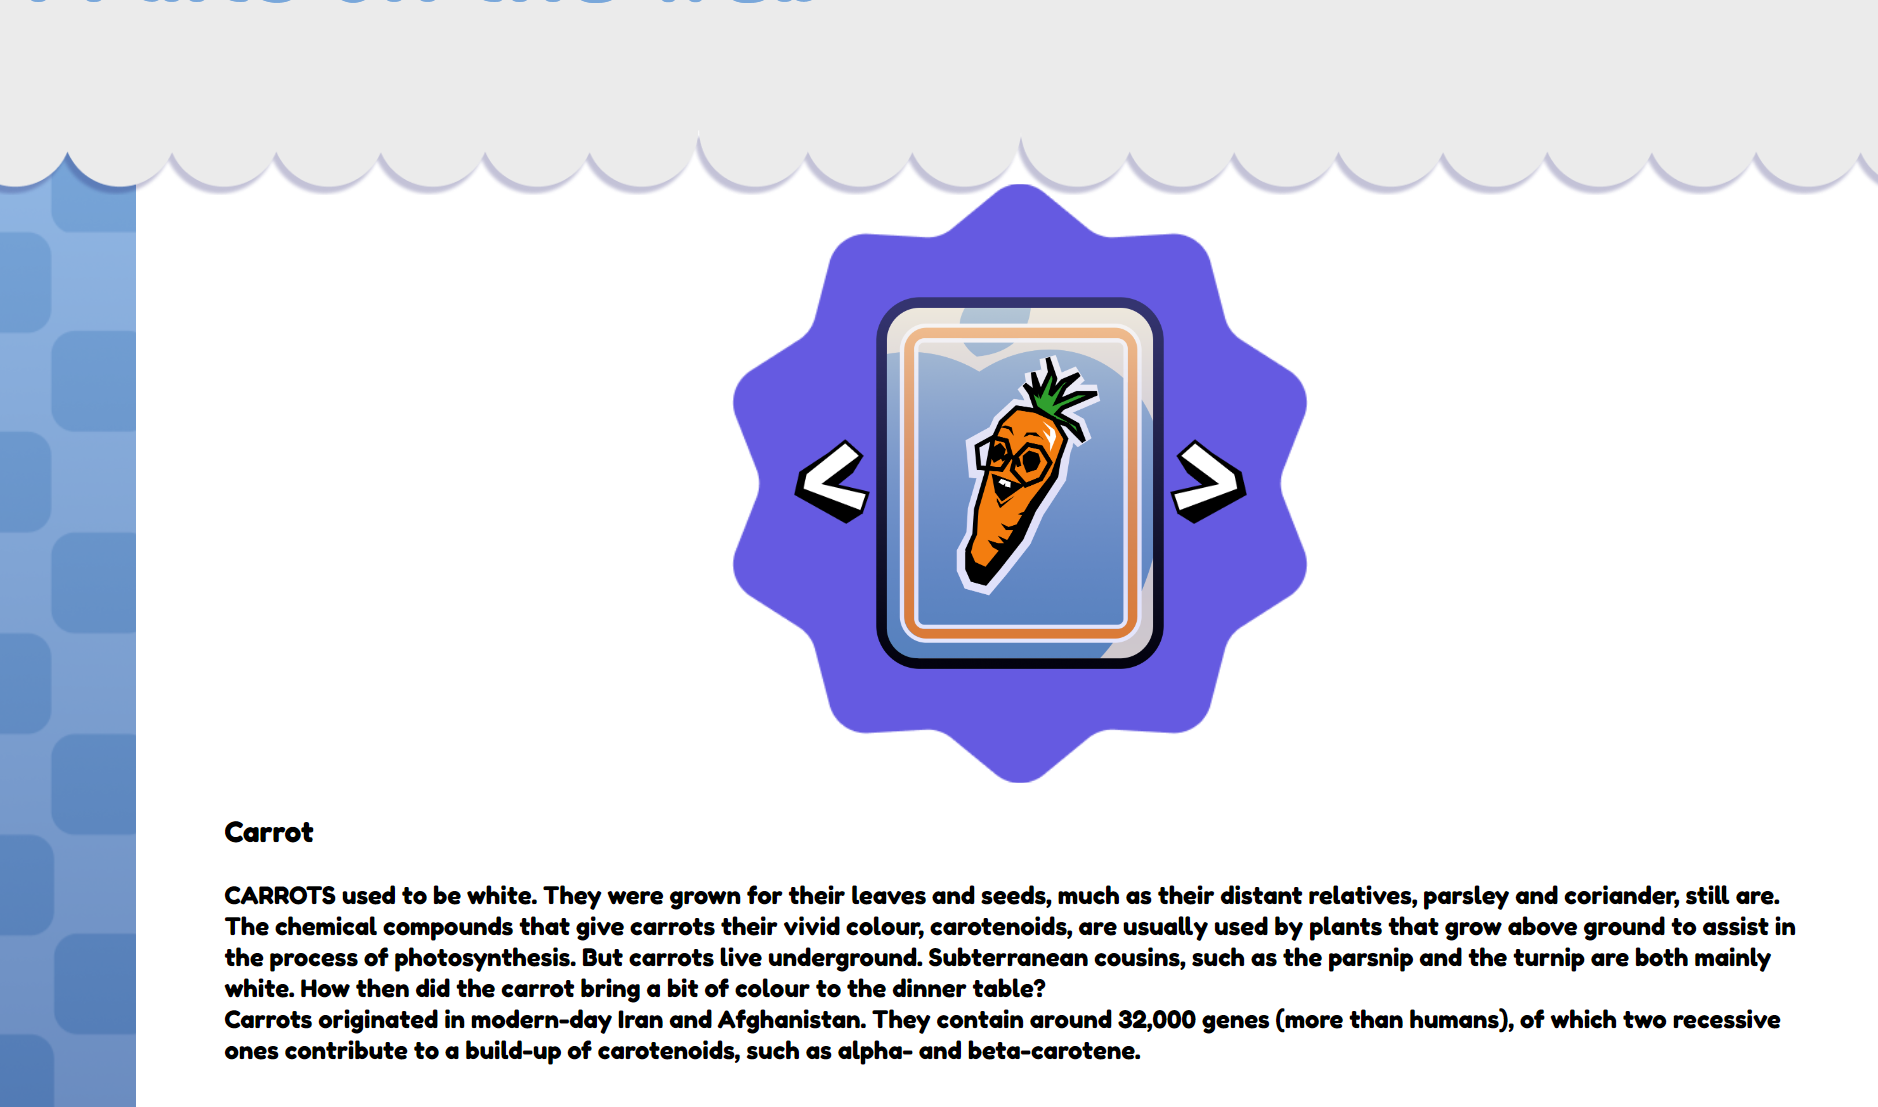 <
>
Carrot
CARROTS used to be white. They were grown for their leaves and seeds, much as their distant relatives, parsley and coriander, still are.
The chemical compounds that give carrots their vivid colour, carotenoids, are usually used by plants that grow above ground to assist in
the process of photosynthesis. But carrots live underground. Subterranean cousins, such as the parsnip and the turnip are both mainly
white. How then did the carrot bring a bit of colour to the dinner table?
Carrots originated in modern-day Iran and Afghanistan. They contain around 32,000 genes (more than humans), of which two recessive
ones contribute to a build-up of carotenoids, such as alpha- and beta-carotene.